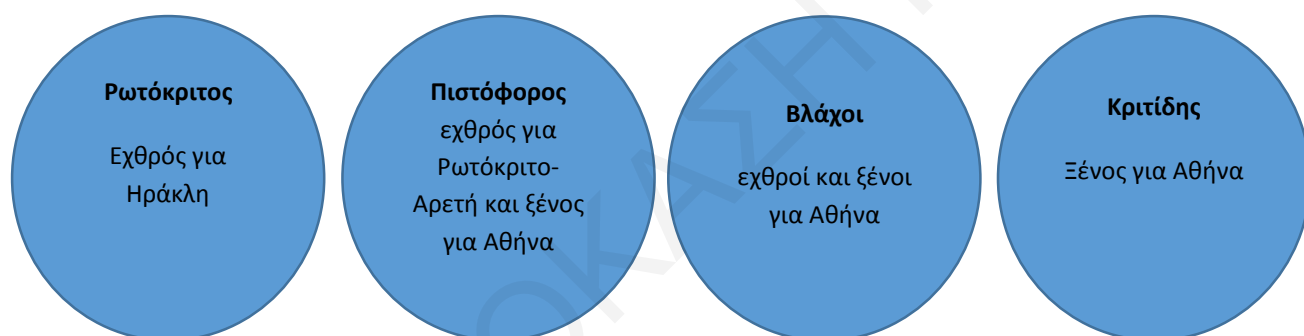 Ρωτόκριτος
Εχθρός για
Ηράκλη
Πιστόφορος
εχθρός για
Ρωτόκριτο-
Αρετή και ξένος
για Αθήνα
Βλάχοι
εχθροί και ξένοι
για Αθήνα
Κριτίδης
Ξένος για Αθήνα